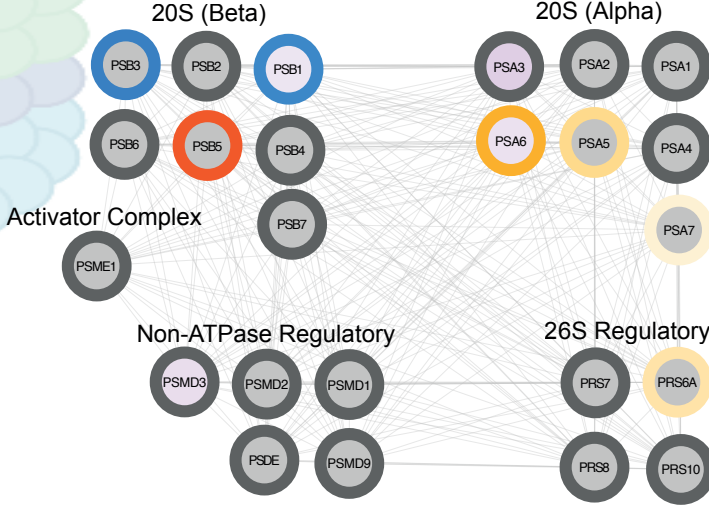 20S (Beta)
20S (Alpha)
PSB3
PSB2
PSB1
PSA3
PSA2
PSA1
PSB6
PSB5
PSB4
PSA6
PSA5
PSA4
Activator Complex
PSB7
PSA7
PSME1
Non-ATPase Regulatory
26S Regulatory
PSMD3
PSMD2
PSMD1
PRS7
PRS6A
PSDE
PSMD9
PRS8
PRS10